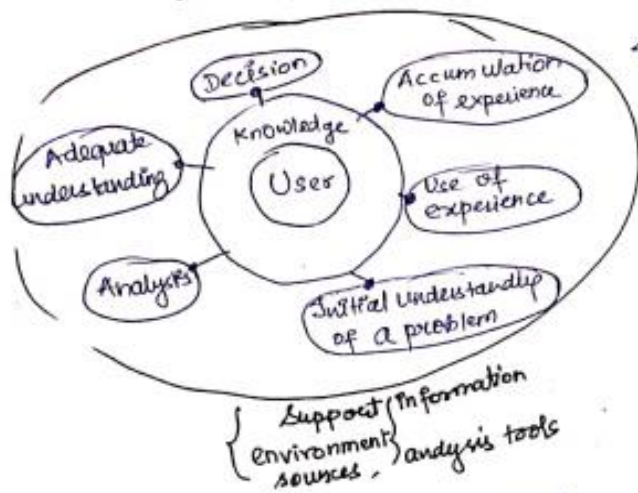 Decision
Accumulation
of experience
Knowledge
Adequate
understanding
User
Use of
experience
Analysis
Initial understanding
of a problem
{ Support { information
environment
sources, analysis tools